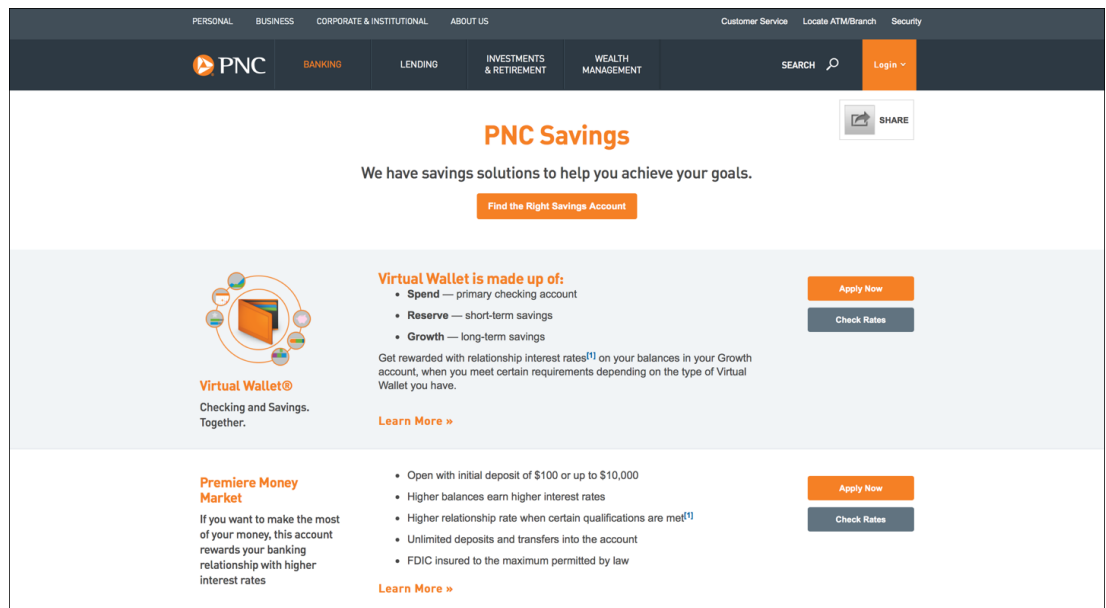 PERSONAL BUSINESS CORPORATE & INSTITUTIONAL ABOUT US Customer Service Locate ATM/Branch Security
PNC BANKING LENDING INVESTMENTS & RETIREMENT WEALTH MANAGEMENT SEARCH Login
SHARE
PNC Savings
We have savings solutions to help you achieve your goals.
Find the Right Savings Account
Virtual Wallet®
Checking and Savings.
Together.
Virtual Wallet is made up of:
• Spend — primary checking account
• Reserve — short-term savings
• Growth — long-term savings
Get rewarded with relationship interest rates[1] on your balances in your Growth
account, when you meet certain requirements depending on the type of Virtual
Wallet you have.
Learn More »
Apply Now
Check Rates
Premiere Money
Market
If you want to make the most
of your money, this account
rewards your banking
relationship with higher
interest rates
• Open with initial deposit of $100 or up to $10,000
• Higher balances earn higher interest rates
• Higher relationship rate when certain qualifications are met[1]
• Unlimited deposits and transfers into the account
• FDIC insured to the maximum permitted by law
Learn More »
Apply Now
Check Rates